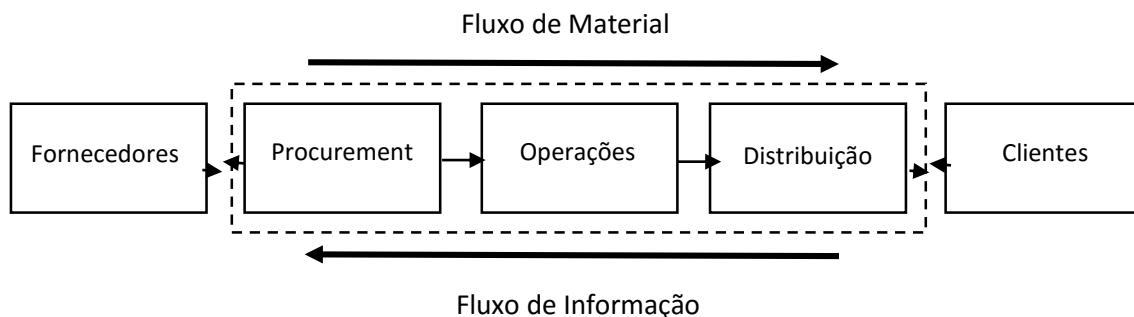 Fluxo de Material
Fornecedores
Procurement
Operações
Distribuição
Clientes
Fluxo de Informação